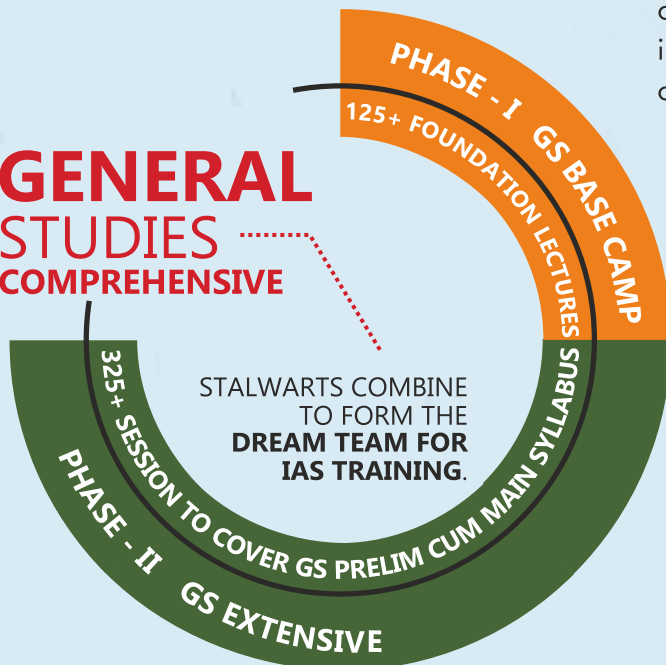 GENERAL
STUDIES
COMPREHENSIVE
PHASE - I GS BASE CAMP
125+ FOUNDATION LECTURES
STALWARTS COMBINE
TO FORM THE
DREAM TEAM FOR
IAS TRAINING.
325+ SESSION TO COVER GS PRELIM CUM MAIN SYLLABUS
PHASE - II GS EXTENSIVE